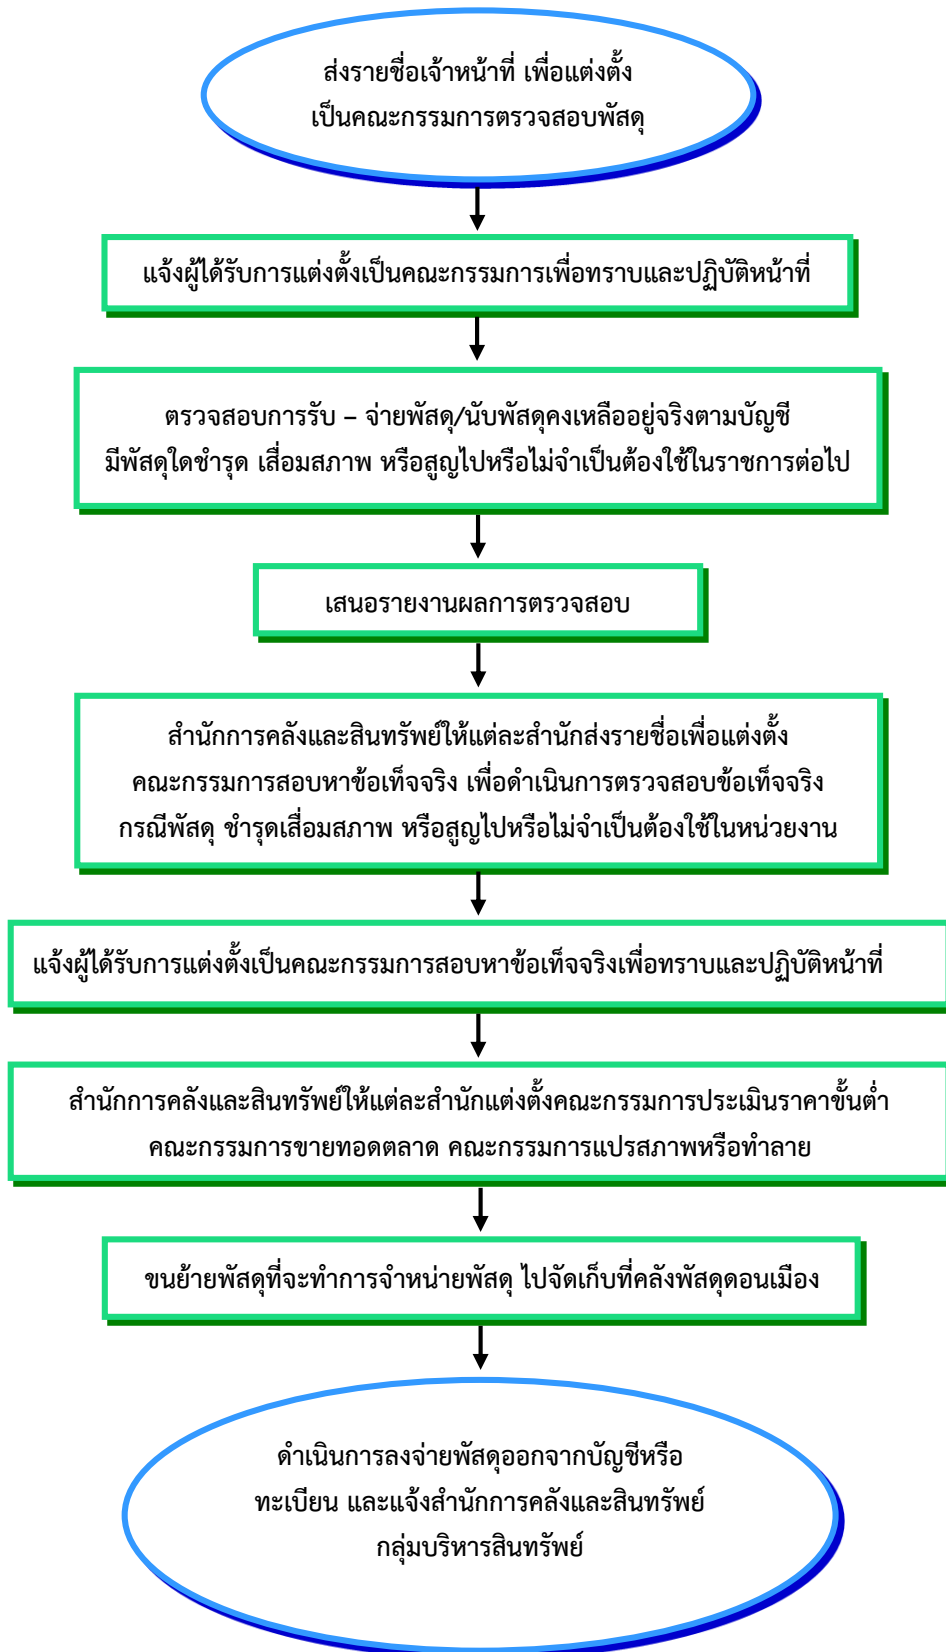 ส่งรายชื่อเจ้าหน้าที่ เพื่อแต่งตั้ง
เป็นคณะกรรมการตรวจสอบพัสดุ
แจ้งผู้ได้รับการแต่งตั้งเป็นคณะกรรมการเพื่อทราบและปฏิบัติหน้าที่
ตรวจสอบการรับ – จ่ายพัสดุ/นับพัสดุคงเหลืออยู่จริงตามบัญชี
มีพัสดุใดชำรุด เสื่อมสภาพ หรือสูญไปหรือไม่จำเป็นต้องใช้ในราชการต่อไป
เสนอรายงานผลการตรวจสอบ
สำนักการคลังและสินทรัพย์ให้แต่ละสำนักส่งรายชื่อเพื่อแต่งตั้ง
คณะกรรมการสอบหาข้อเท็จจริง เพื่อดำเนินการตรวจสอบข้อเท็จจริง
กรณีพัสดุ ชำรุดเสื่อมสภาพ หรือสูญไปหรือไม่จำเป็นต้องใช้ในหน่วยงาน
แจ้งผู้ได้รับการแต่งตั้งเป็นคณะกรรมการสอบหาข้อเท็จจริงเพื่อทราบและปฏิบัติหน้าที่
สำนักการคลังและสินทรัพย์ให้แต่ละสำนักแต่งตั้งคณะกรรมการประเมินราคาขั้นต่ำ
คณะกรรมการขายทอดตลาด คณะกรรมการแปรสภาพหรือทำลาย
ขนย้ายพัสดุที่จะทำการจำหน่ายพัสดุ ไปจัดเก็บที่คลังพัสดุดอนเมือง
ดำเนินการลงจ่ายพัสดุออกจากบัญชีหรือ
ทะเบียน และแจ้งสำนักการคลังและสินทรัพย์
กลุ่มบริหารสินทรัพย์